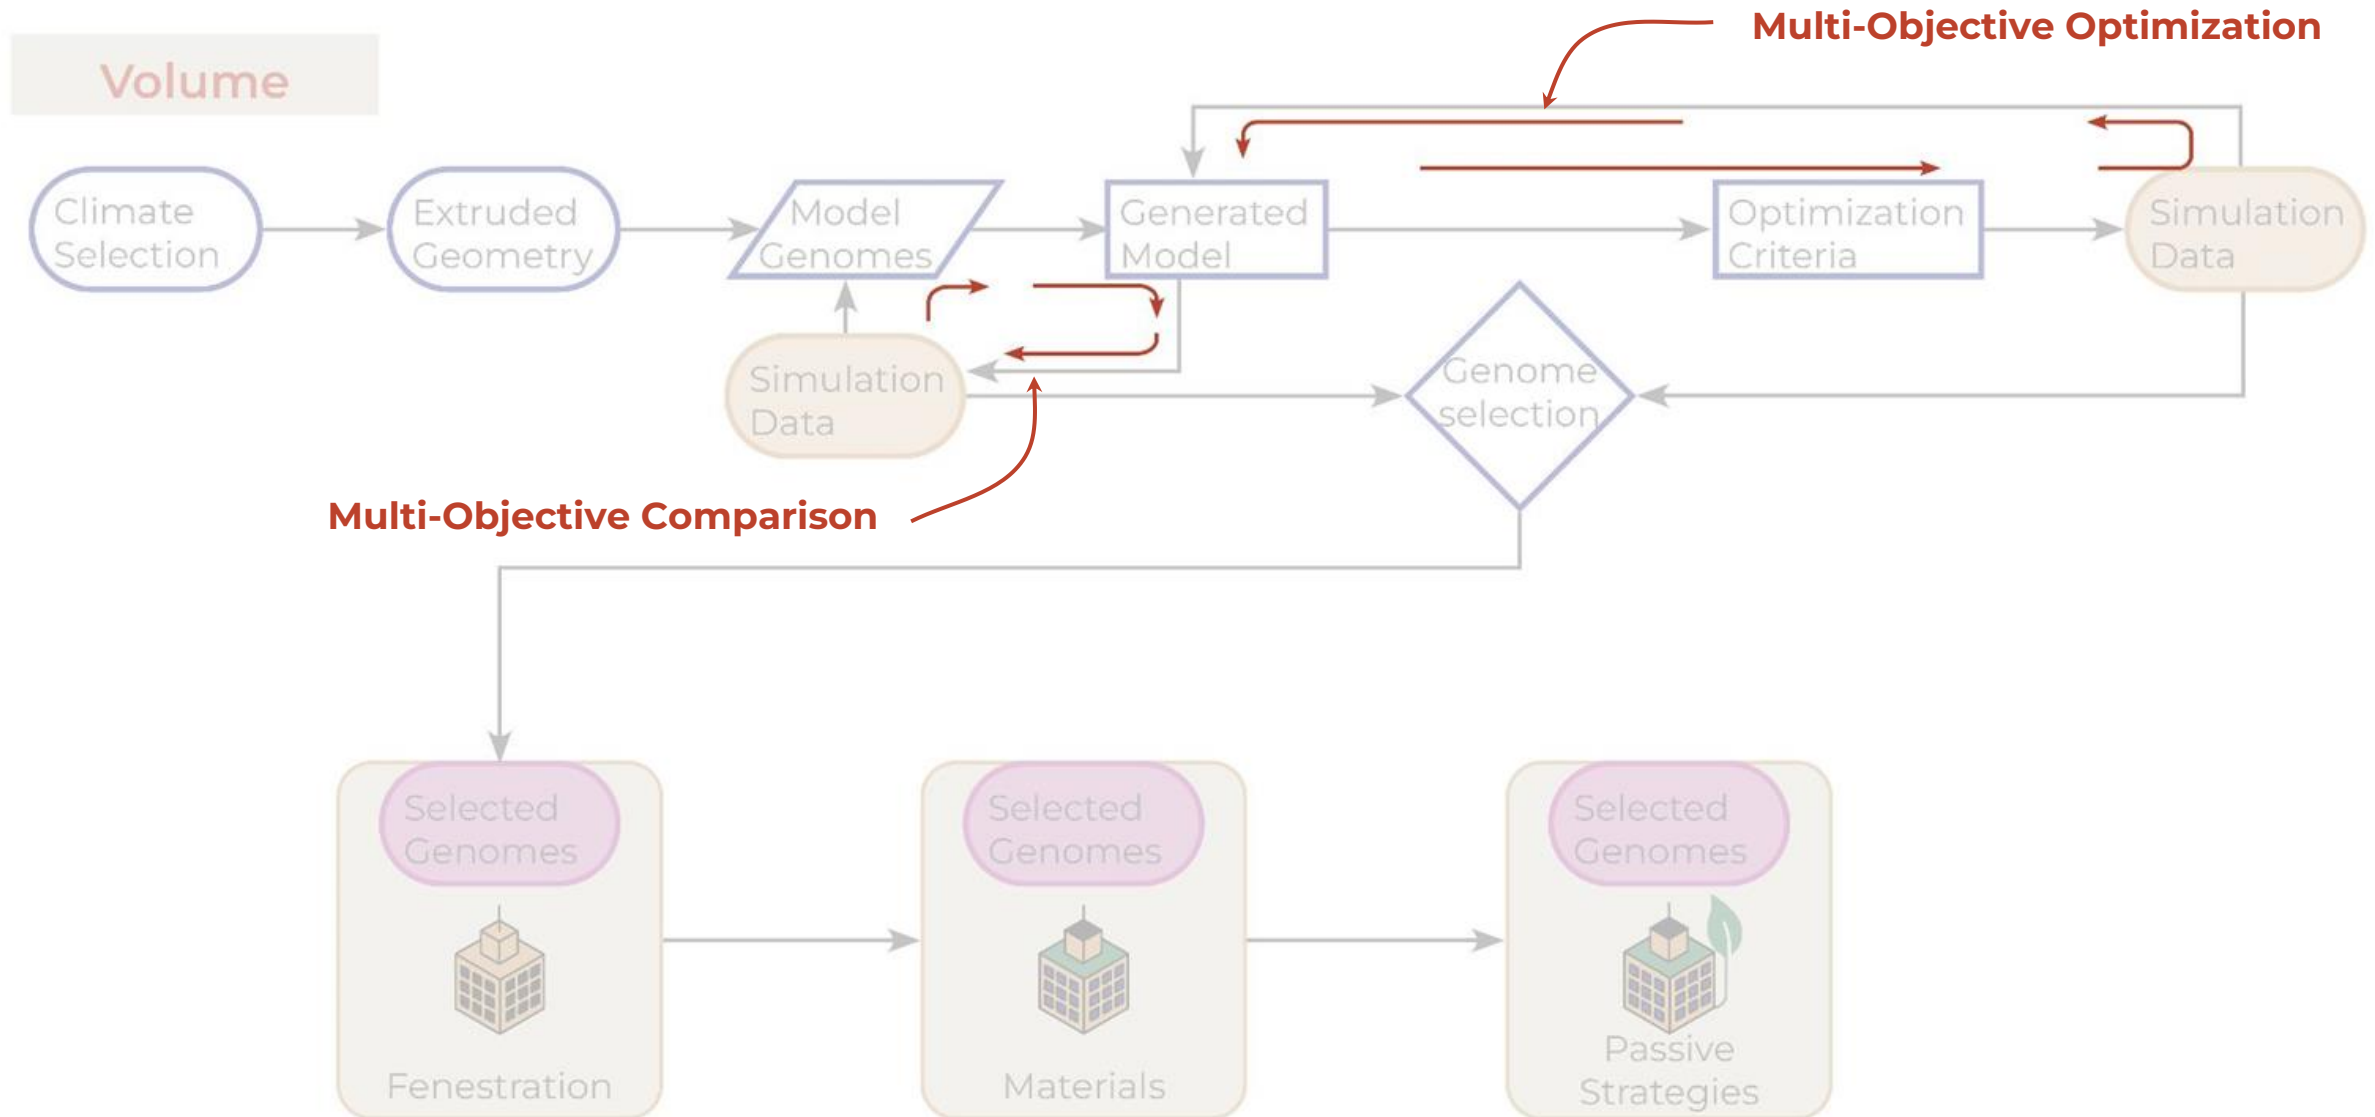 Multi-Objective Optimization
Volume
Climate
Selection
Extruded
Geometry
Model
Genomes
Generated
Model
Optimization
Criteria
Simulation
Data
Simulation
Data
Genome
selection
Multi-Objective Comparison
Selected
Genomes
Fenestration
Selected
Genomes
Materials
Selected
Genomes
Passive
Strategies